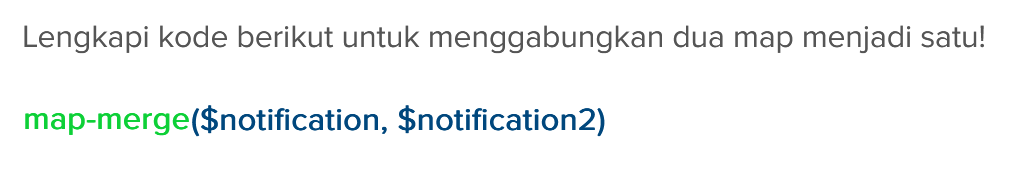 Lengkapi kode berikut untuk menggabungkan dua map menjadi satu!
map-merge($notification, $notification2)